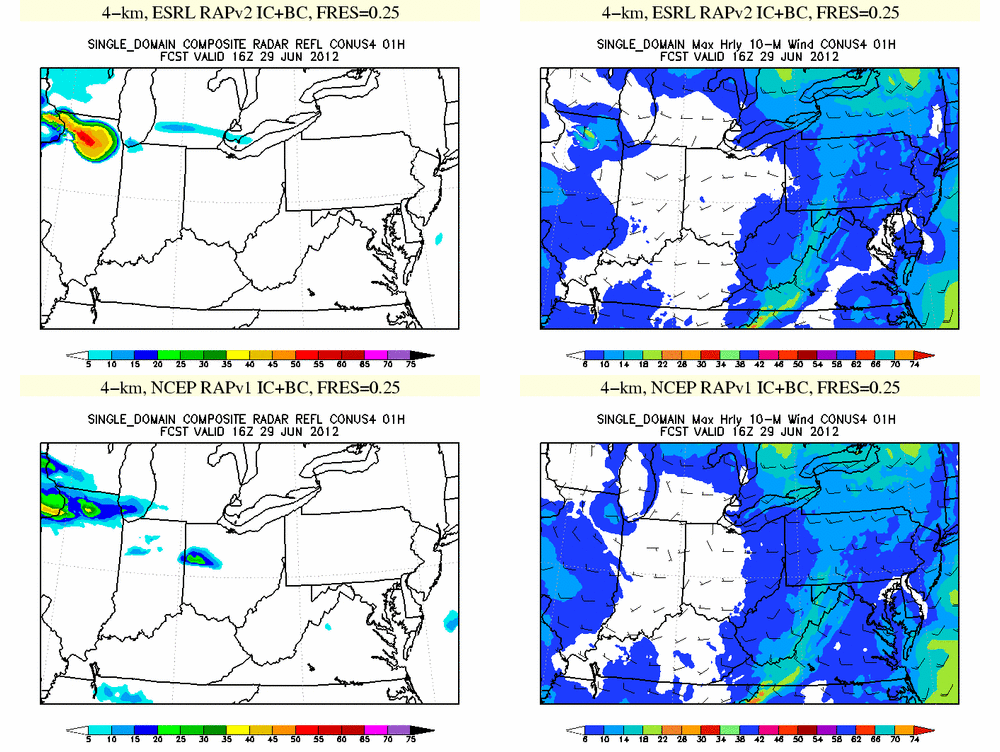 4-km, ESRL RAPv2 IC+BC, FRES=0.25
SINGLE_DOMAIN COMPOSITE RADAR REFL CONUS4 01H
FCST VALID 16Z 29 JUN 2012
5 10 15 20 25 30 35 40 45 50 55 60 65 70 75
4-km, ESRL RAPv2 IC+BC, FRES=0.25
SINGLE_DOMAIN Max Hrly 10-M Wind CONUS4 01H
FCST VALID 16Z 29 JUN 2012
6 10 14 18 22 26 30 34 38 42 46 50 54 58 62 66 70 74
4-km, NCEP RAPv1 IC+BC, FRES=0.25
SINGLE_DOMAIN COMPOSITE RADAR REFL CONUS4 01H
FCST VALID 16Z 29 JUN 2012
5 10 15 20 25 30 35 40 45 50 55 60 65 70 75
4-km, NCEP RAPv1 IC+BC, FRES=0.25
SINGLE_DOMAIN Max Hrly 10-M Wind CONUS4 01H
FCST VALID 16Z 29 JUN 2012
6 10 14 18 22 26 30 34 38 42 46 50 54 58 62 66 70 74